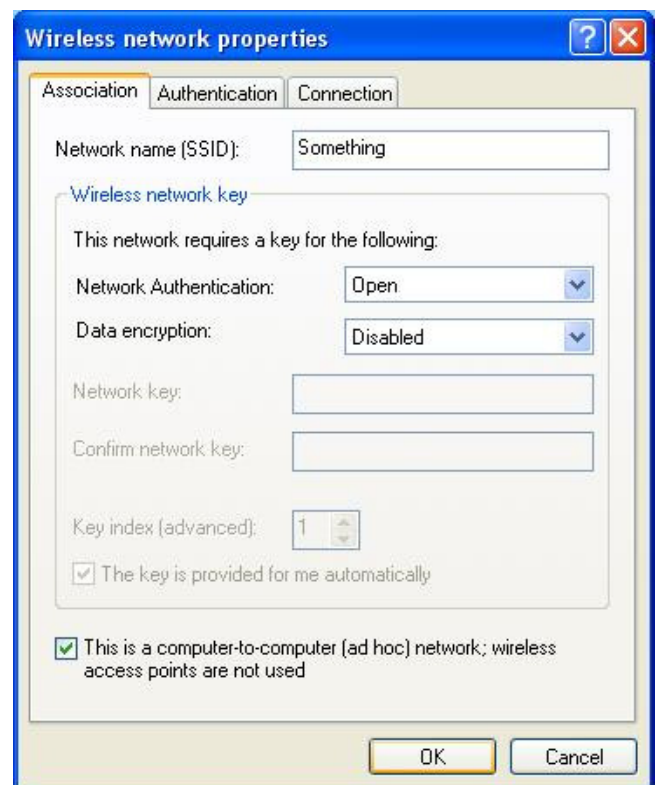 Wireless network properties
?
Association Authentication Connection
Network name (SSID): Something
Wireless network key
This network requires a key for the following:
Network Authentication: Open
Data encryption: Disabled
Network key:
Confirm network key:
Key index (advanced): 1
The key is provided for me automatically
This is a computer-to-computer (ad hoc) network; wireless
access points are not used
OK Cancel